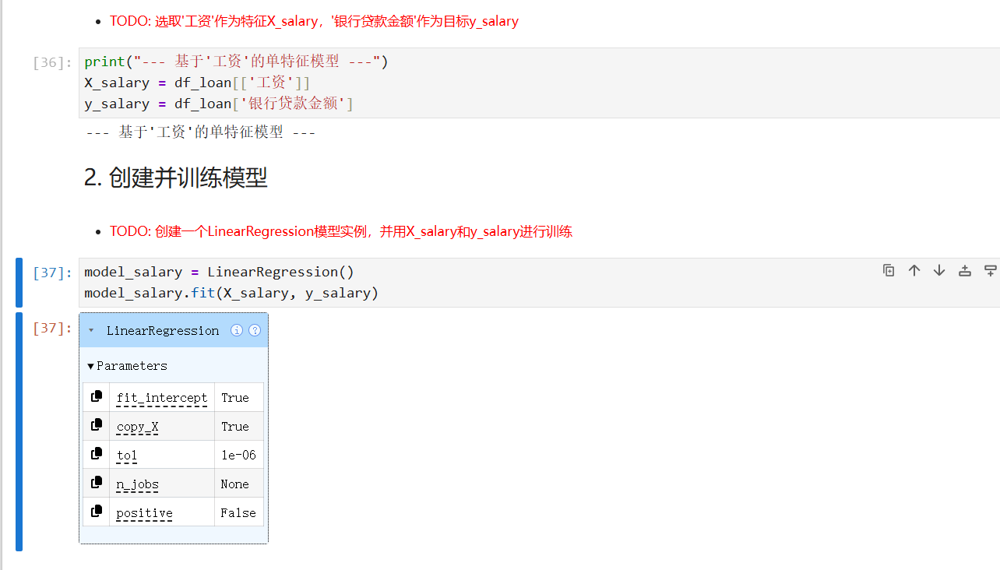 TODO: 选取'工资'作为特征X_salary，'银行贷款金额'作为目标y_salary
[36]: print("--- 基于'工资'的单特征模型 ---")
X_salary = df_loan[['工资']]
y_salary = df_loan['银行贷款金额']
--- 基于'工资'的单特征模型 ---
2. 创建并训练模型
TODO: 创建一个LinearRegression模型实例，并用X_salary和y_salary进行训练
[37]: model_salary = LinearRegression()
model_salary.fit(X_salary, y_salary)
[37]: LinearRegression i ?
Parameters
fit_intercept True
copy_X True
tol 1e-06
n_jobs None
positive False